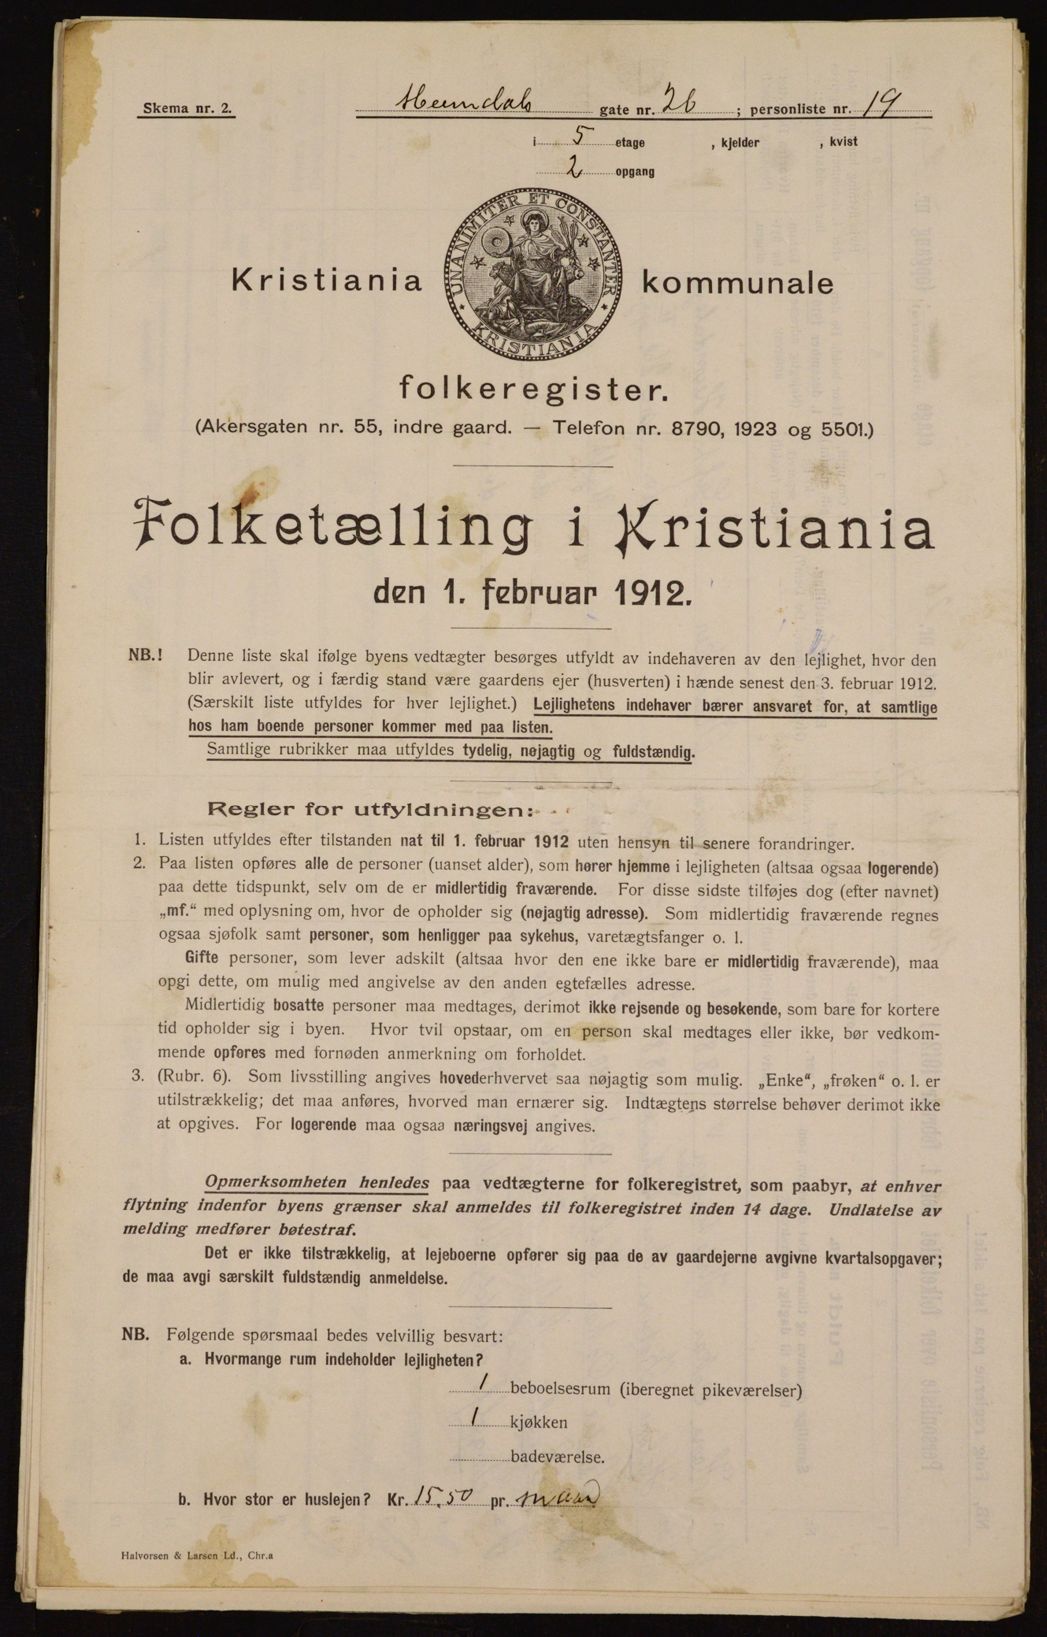 Skema nr. 2.
Heimdals gate nr. 26 ; personliste nr. 19
i 5 etage , kjelder , kvist
2 opgang
UNANIMITER ET CONSTANTER
KRISTIANIA
Kristiania kommunale
folkeregister.
(Akersgaten nr. 55, indre gaard. — Telefon nr. 8790, 1923 og 5501.)
Folketælling i Kristiania
den 1. februar 1912.
NB.! Denne liste skal ifølge byens vedtægter besørges utfyldt av indehaveren av den lejlighet, hvor den
blir avlevert, og i færdig stand være gaardens ejer (husverten) i hænde senest den 3. februar 1912.
(Særskilt liste utfyldes for hver lejlighet.) Lejlighetens indehaver bærer ansvaret for, at samtlige
hos ham boende personer kommer med paa listen.
Samtlige rubrikker maa utfyldes tydelig, nøjagtig og fuldstændig.
Regler for utfyldningen:
1. Listen utfyldes efter tilstanden nat til 1. februar 1912 uten hensyn til senere forandringer.
2. Paa listen opføres alle de personer (uanset alder), som hører hjemme i lejligheten (altsaa ogsaa logerende)
paa dette tidspunkt, selv om de er midlertidig fraværende. For disse sidste tilføjes dog (efter navnet)
„mf.“ med oplysning om, hvor de opholder sig (nøjagtig adresse). Som midlertidig fraværende regnes
ogsaa sjøfolk samt personer, som henligger paa sykehus, varetægtsfanger o. l.
Gifte personer, som lever adskilt (altsaa hvor den ene ikke bare er midlertidig fraværende), maa
opgi dette, om mulig med angivelse av den anden egtefælles adresse.
Midlertidig bosatte personer maa medtages, derimot ikke rejsende og besøkende, som bare for kortere
tid opholder sig i byen. Hvor tvil opstaar, om en person skal medtages eller ikke, bør vedkom-
mende opføres med fornøden anmerkning om forholdet.
3. (Rubr. 6). Som livsstilling angives hovederhvervet saa nøjagtig som mulig. „Enke“, „frøken“ o. l. er
utilstrækkelig; det maa anføres, hvorved man ernærer sig. Indtægtens størrelse behøver derimot ikke
at opgives. For logerende maa ogsaa næringsvej angives.
Opmerksomheten henledes paa vedtægterne for folkeregistret, som paabyr, at enhver
flytning indenfor byens grænser skal anmeldes til folkeregistret inden 14 dage. Undlatelse av
melding medfører bøtestraf.
Det er ikke tilstrækkelig, at lejeboerne opfører sig paa de av gaardejerne avgivne kvartalsopgaver;
de maa avgi særskilt fuldstændig anmeldelse.
NB. Følgende spørsmaal bedes velvillig besvart:
a. Hvormange rum indeholder lejligheten?
1 beboelsesrum (iberegnet pikeværelser)
1 kjøkken
badeværelse.
b. Hvor stor er huslejen? Kr. 15,50 pr. maaned
Halvorsen & Larsen Ld., Chr.a